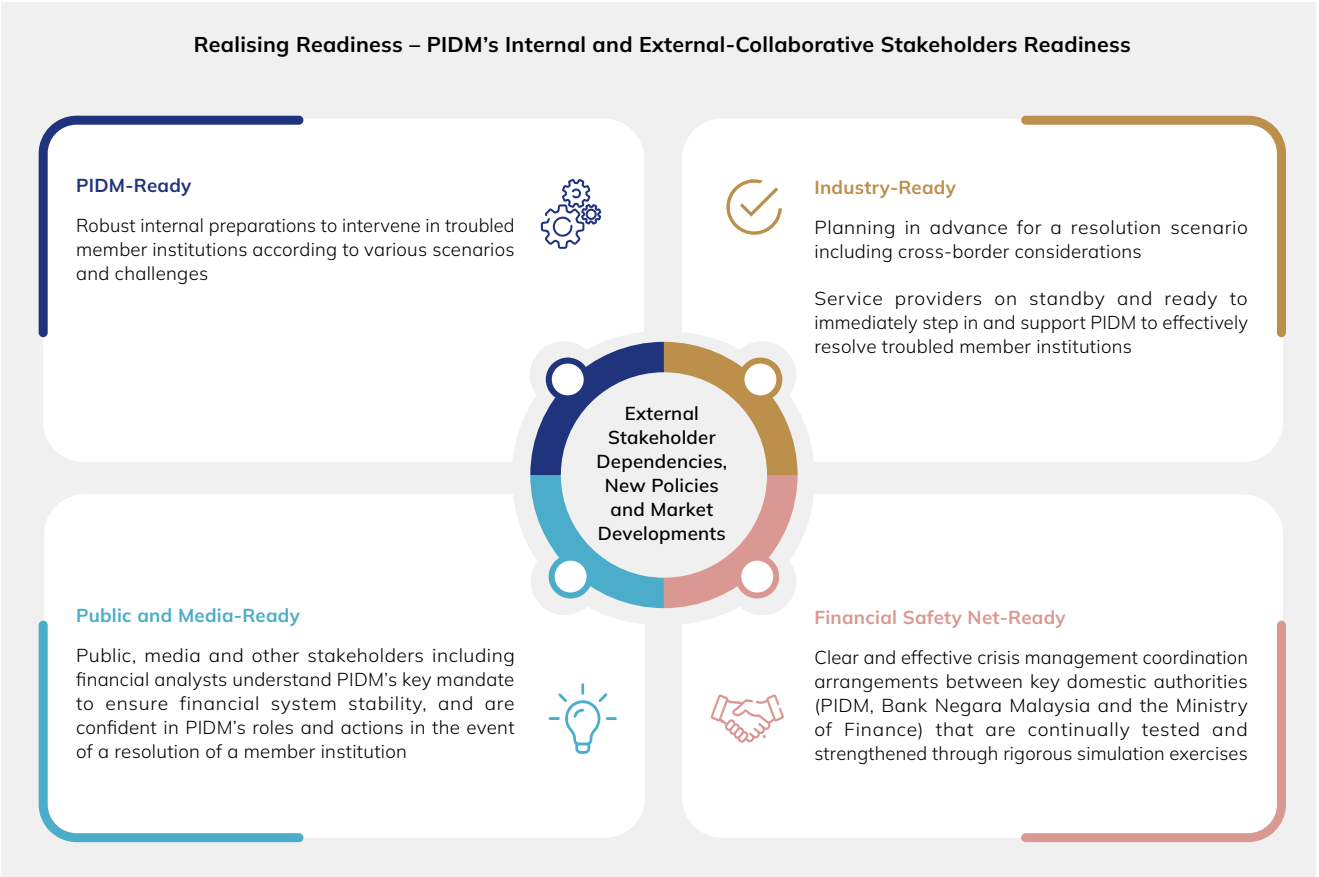 Realising Readiness – PIDM’s Internal and External-Collaborative Stakeholders Readiness
PIDM-Ready
Robust internal preparations to intervene in troubled
member institutions according to various scenarios
and challenges
Industry-Ready
Planning in advance for a resolution scenario
including cross-border considerations
Service providers on standby and ready to
immediately step in and support PIDM to effectively
resolve troubled member institutions
External
Stakeholder
Dependencies,
New Policies
and Market
Developments
Public and Media-Ready
Public, media and other stakeholders including
financial analysts understand PIDM’s key mandate
to ensure financial system stability, and are
confident in PIDM’s roles and actions in the event
of a resolution of a member institution
Financial Safety Net-Ready
Clear and effective crisis management coordination
arrangements between key domestic authorities
(PIDM, Bank Negara Malaysia and the Ministry
of Finance) that are continually tested and
strengthened through rigorous simulation exercises